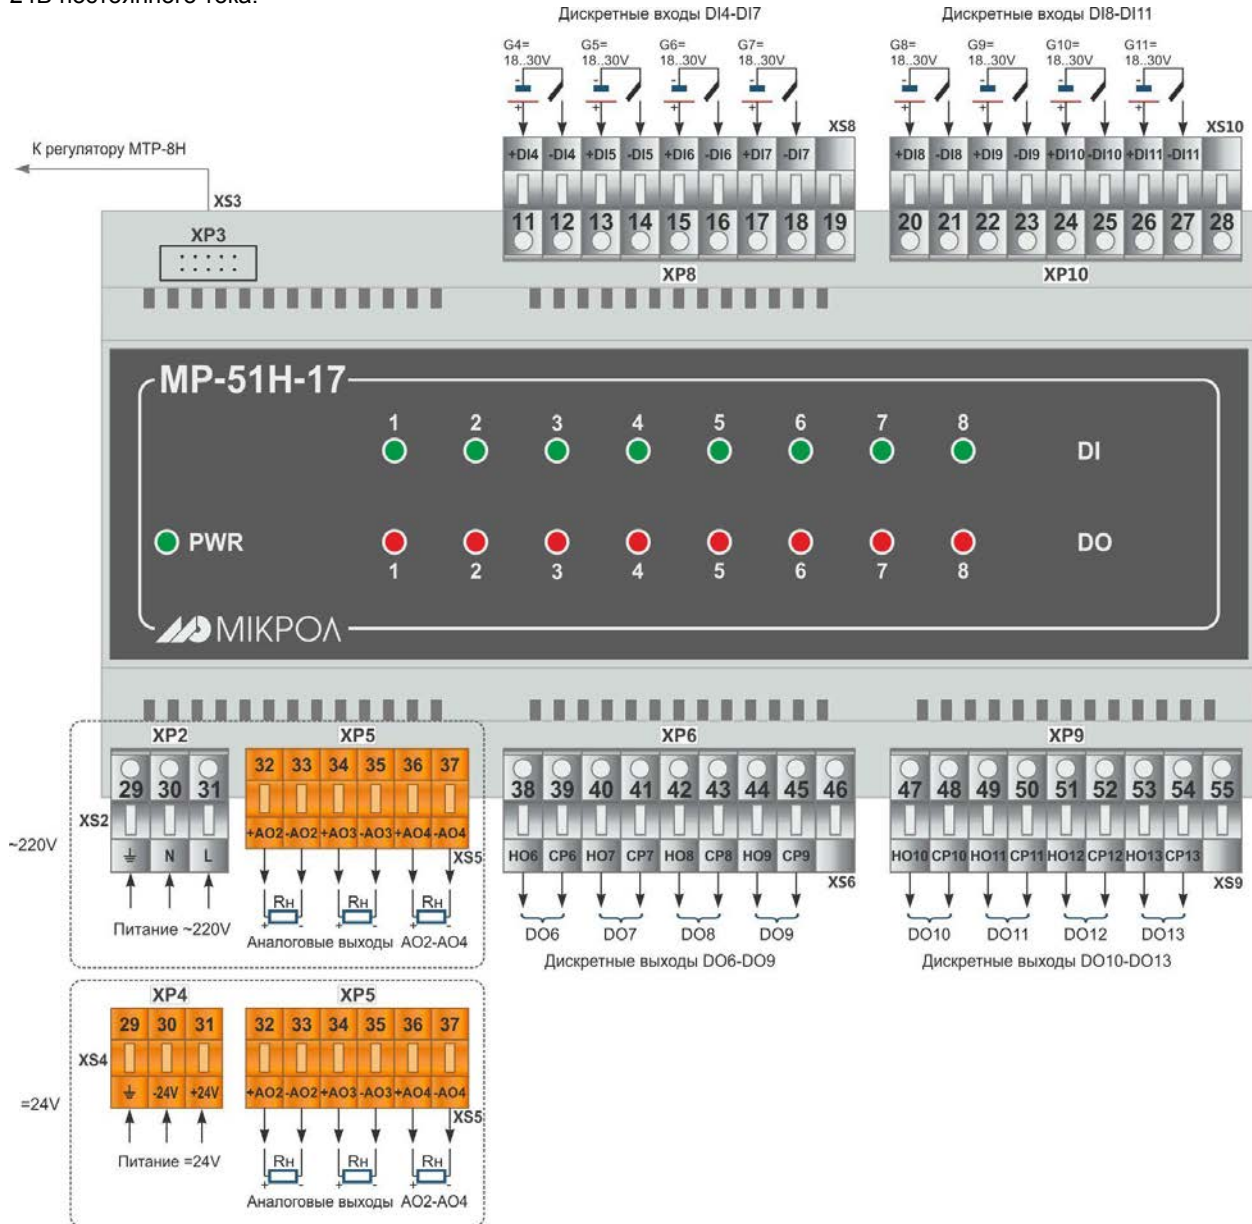 24В постоянного тока.
Дискретные входы DI4-DI7
Дискретные входы DI8-DI11
G4= G5= G6= G7=
18..30V 18..30V 18..30V 18..30V
G8= G9= G10= G11=
18..30V 18..30V 18..30V 18..30V
- - - -
- - - -
+ + + +
+ + + +
XS8
XS10
К регулятору МТР-8Н
+DI4 -DI4 +DI5 -DI5 +DI6 -DI6 +DI7 -DI7
+DI8 -DI8 +DI9 -DI9 +DI10 -DI10 +DI11 -DI11
XS3
11 12 13 14 15 16 17 18 19
20 21 22 23 24 25 26 27 28
XP3
XP8
XP10
МР-51Н-17
1 2 3 4 5 6 7 8
DI
PWR
DO
1 2 3 4 5 6 7 8
МІКРОЛ
XP2
XP5
XP6
XP9
29 30 31
32 33 34 35 36 37
38 39 40 41 42 43 44 45 46
47 48 49 50 51 52 53 54 55
XS2
~220V
N L
+AO2 -AO2 +AO3 -AO3 +AO4 -AO4
XS5
HO6 CP6 HO7 CP7 HO8 CP8 HO9 CP9
XS6
HO10 CP10 HO11 CP11 HO12 CP12 HO13 CP13
XS9
Питание ~220V
Rн Rн Rн
+ - + - + -
Аналоговые выходы AO2-AO4
DO6 DO7 DO8 DO9
DO10 DO11 DO12 DO13
Дискретные выходы DO6-DO9
Дискретные выходы DO10-DO13
XP4
XP5
29 30 31
32 33 34 35 36 37
XS4
=24V
-24V +24V
+AO2 -AO2 +AO3 -AO3 +AO4 -AO4
XS5
Питание =24V
Rн Rн Rн
+ - + - + -
Аналоговые выходы AO2-AO4